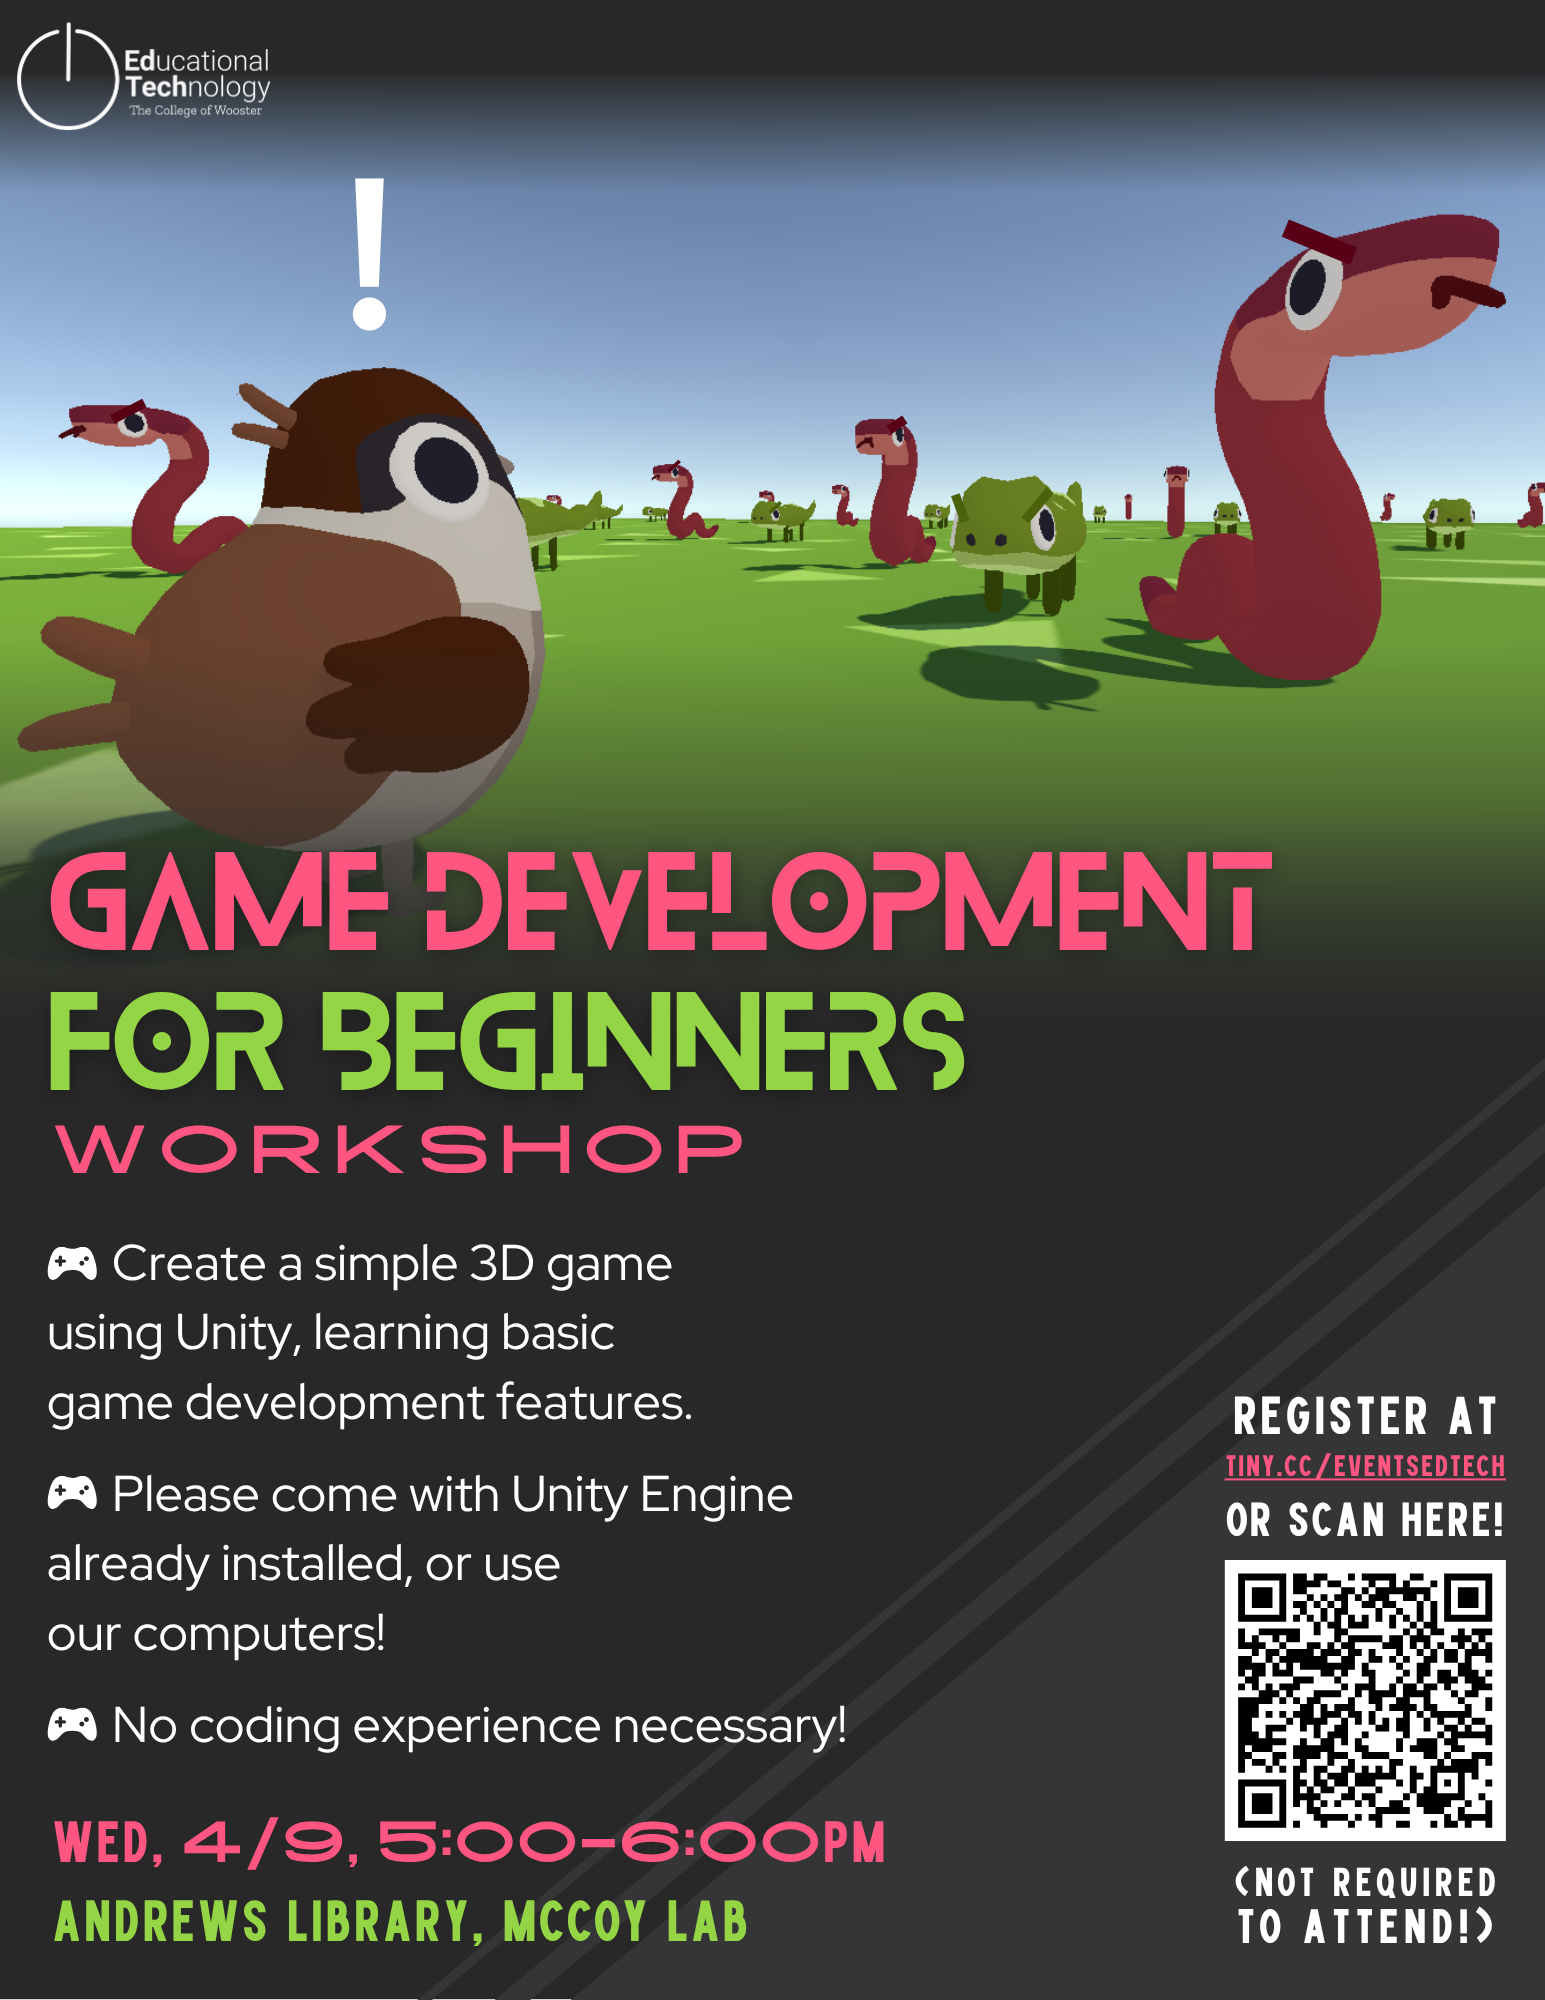 Educational
Technology
The College of Wooster
!
GAME DEVELOPMENT
FOR BEGINNERS
WORKSHOP
Create a simple 3D game
using Unity, learning basic
game development features.
Please come with Unity Engine
already installed, or use
our computers!
No coding experience necessary!
WED, 4/9, 5:00-6:00PM
ANDREWS LIBRARY, MCCOY LAB
REGISTER AT
TINY.CC/EVENTSEDTECH
OR SCAN HERE!
(NOT REQUIRED
TO ATTEND!)